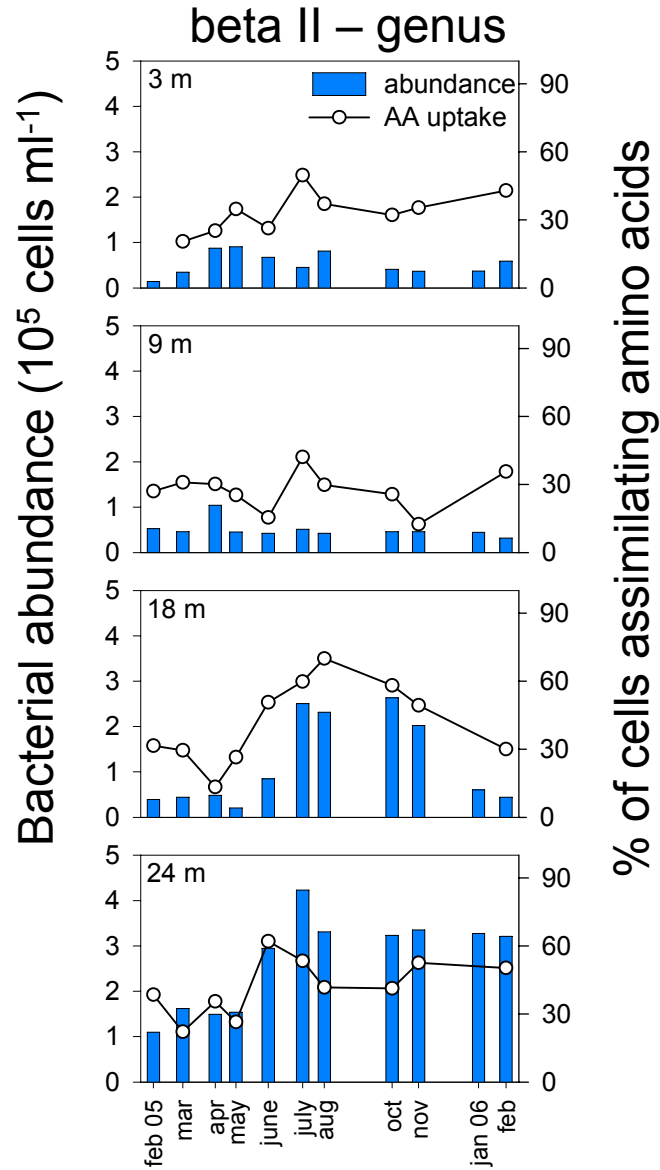 beta II – genus
Bacterial abundance (10⁵ cells ml⁻¹)
% of cells assimilating amino acids
3 m
abundance
AA uptake
5
4
3
2
1
0
90
60
30
0
9 m
5
4
3
2
1
0
90
60
30
0
18 m
5
4
3
2
1
0
90
60
30
0
24 m
5
4
3
2
1
0
90
60
30
0
feb 05
mar
apr
may
june
july
aug
oct
nov
jan 06
feb